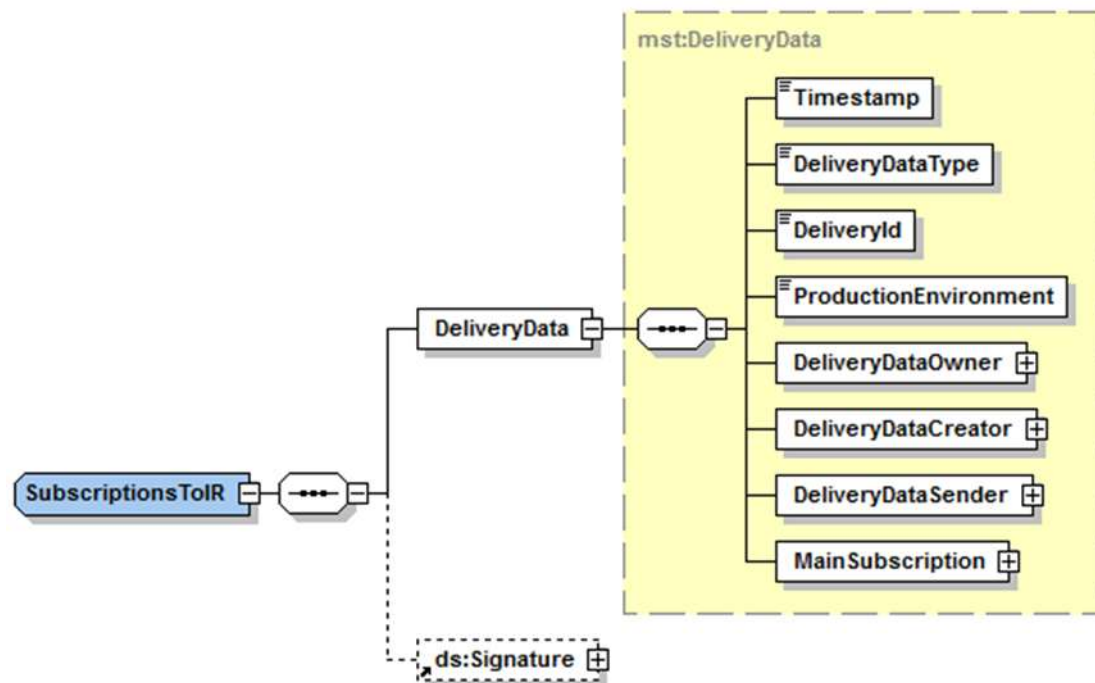 mst:DeliveryData
Timestamp
DeliveryDataType
DeliveryId
ProductionEnvironment
DeliveryData
DeliveryDataOwner
DeliveryDataCreator
SubscriptionsToIR
DeliveryDataSender
MainSubscription
ds:Signature